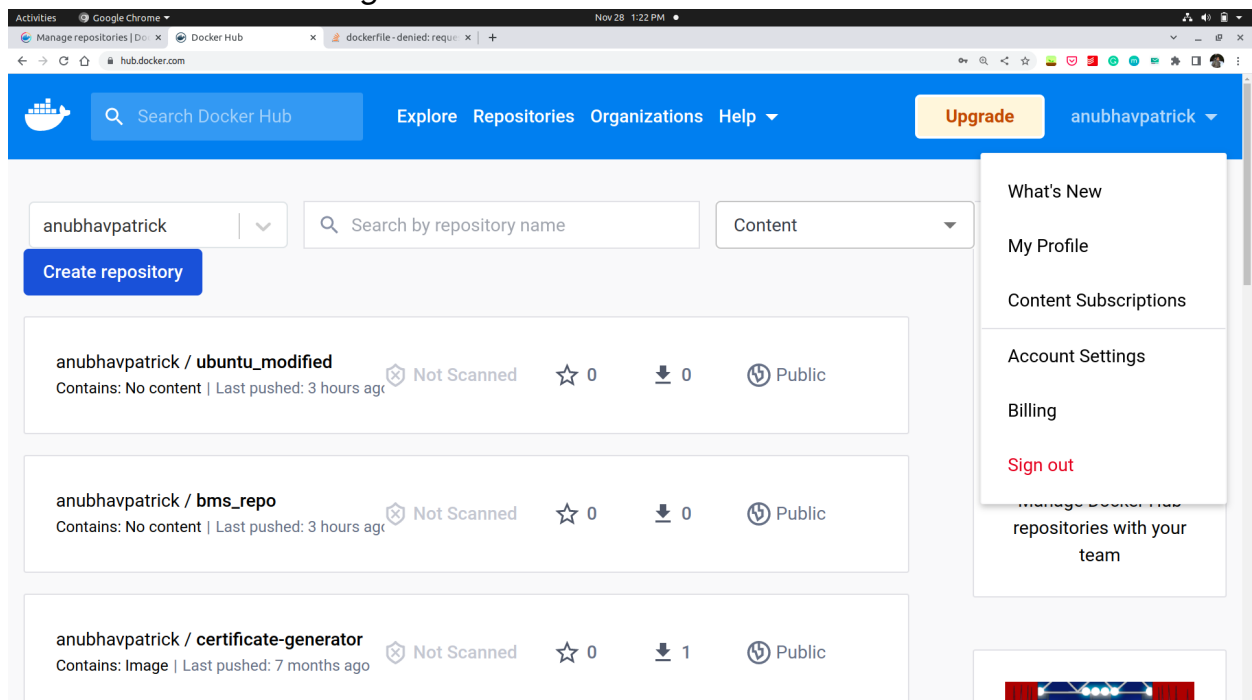 Activities Google Chrome Nov 28 1:22 PM
Manage repositories | Do Docker Hub dockerfile - denied: reque
hub.docker.com
Search Docker Hub Explore Repositories Organizations Help Upgrade anubhavpatrick
What's New
anubhavpatrick Search by repository name Content
My Profile
Create repository
Content Subscriptions
Account Settings
anubhavpatrick / ubuntu_modified Not Scanned 0 0 Public
Contains: No content | Last pushed: 3 hours ago
Billing
Sign out
anubhavpatrick / bms_repo Not Scanned 0 0 Public
Contains: No content | Last pushed: 3 hours ago
Manage Docker Hub
repositories with your
team
anubhavpatrick / certificate-generator Not Scanned 0 1 Public
Contains: Image | Last pushed: 7 months ago